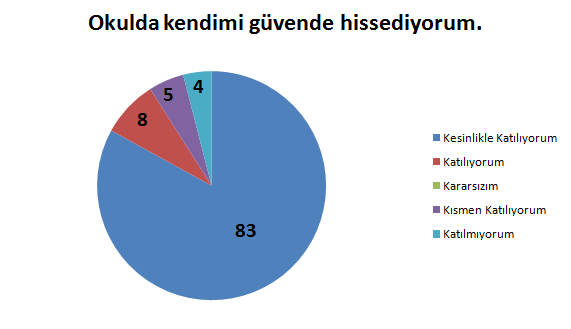 Okulda kendimi güvende hissediyorum.
4
5
8
83
Kesinlikle Katılıyorum
Katılıyorum
Kararsızım
Kısmen Katılıyorum
Katılmıyorum